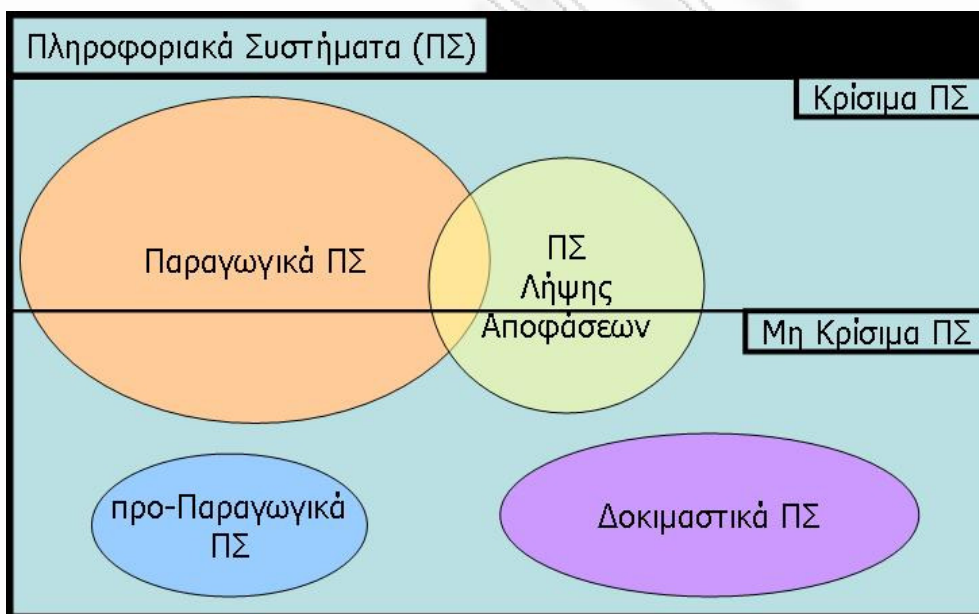 Πληροφοριακά Συστήματα (ΠΣ)
Κρίσιμα ΠΣ
Παραγωγικά ΠΣ
ΠΣ
Λήψης
Αποφάσεων
Μη Κρίσιμα ΠΣ
προ-Παραγωγικά
ΠΣ
Δοκιμαστικά ΠΣ